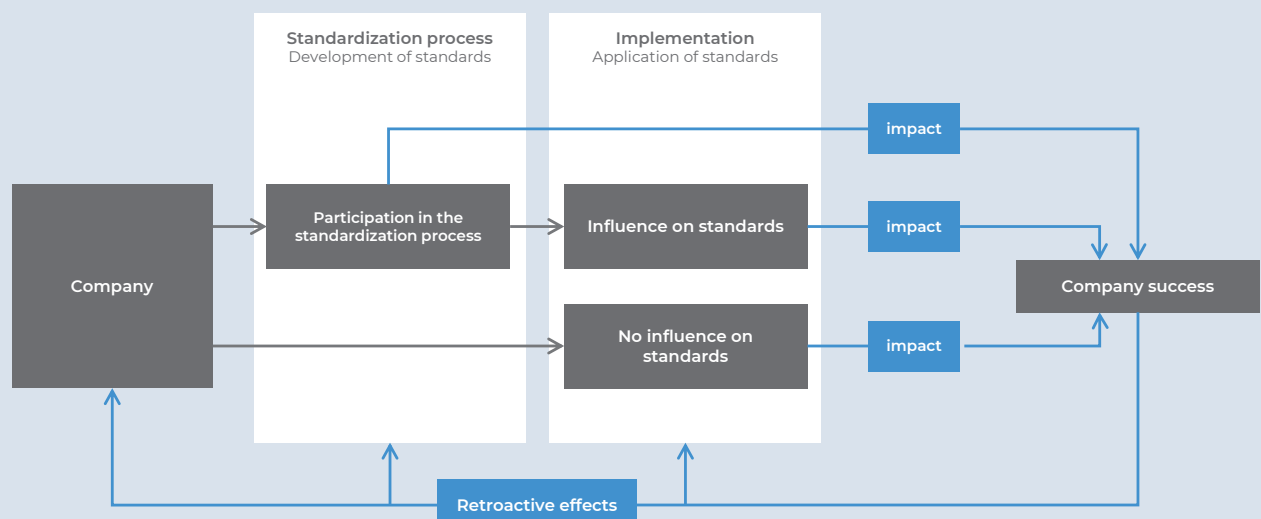 Standardization process
Development of standards
Implementation
Application of standards
impact
Company
Participation in the
standardization process
Influence on standards
impact
Company success
No influence on
standards
impact
Retroactive effects